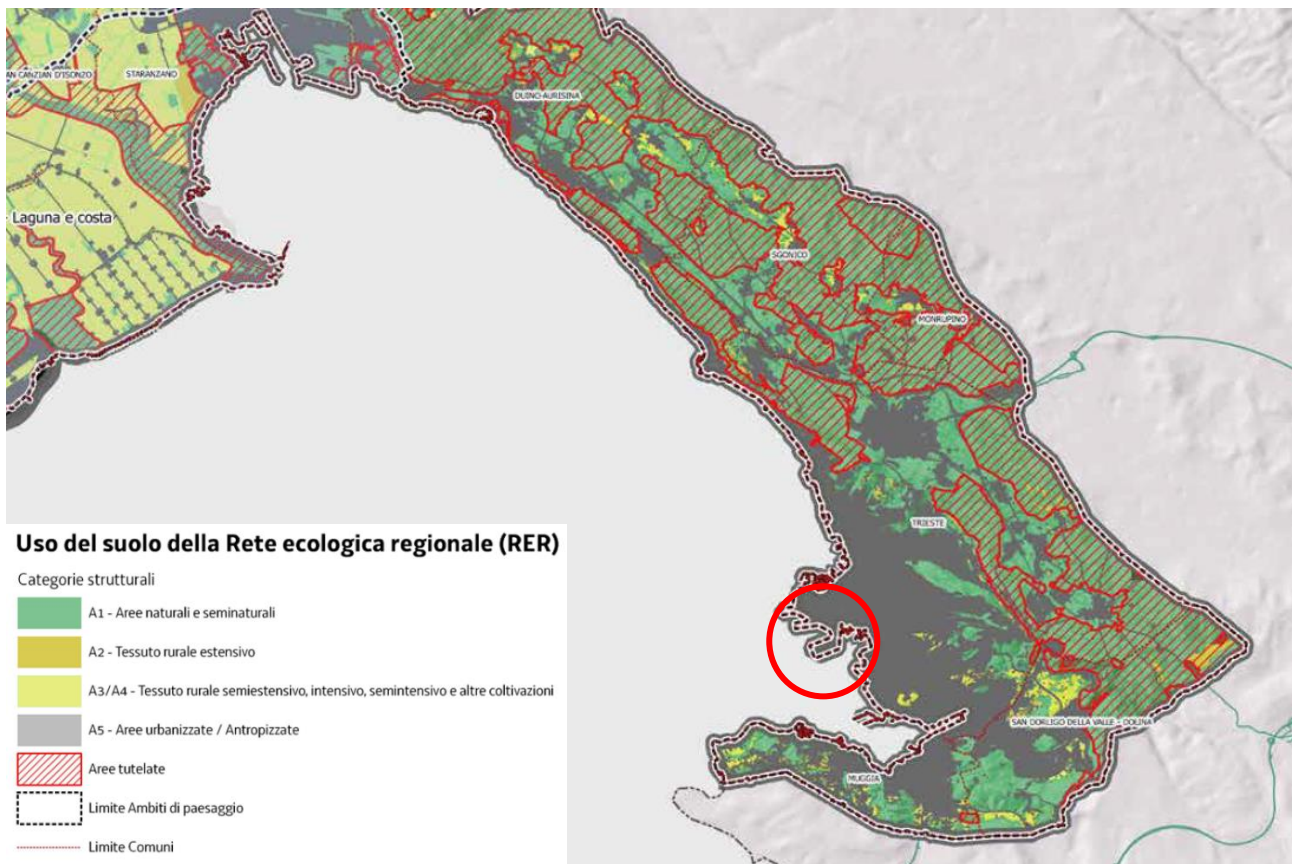 AN CANZIAN D'ISONZO
STARANZANO
DUINO-AURISINA
- Laguna e costa
SGONICO
MONRUPINO
TRIESTE
SAN DORLIGO DELLA VALLE - DOLINA
MUGGIA
Uso del suolo della Rete ecologica regionale (RER)
Categorie strutturali
A1 - Aree naturali e seminaturali
A2 - Tessuto rurale estensivo
A3/A4 - Tessuto rurale semiestensivo, intensivo, semintensivo e altre coltivazioni
A5 - Aree urbanizzate / Antropizzate
Aree tutelate
Limite Ambiti di paesaggio
Limite Comuni